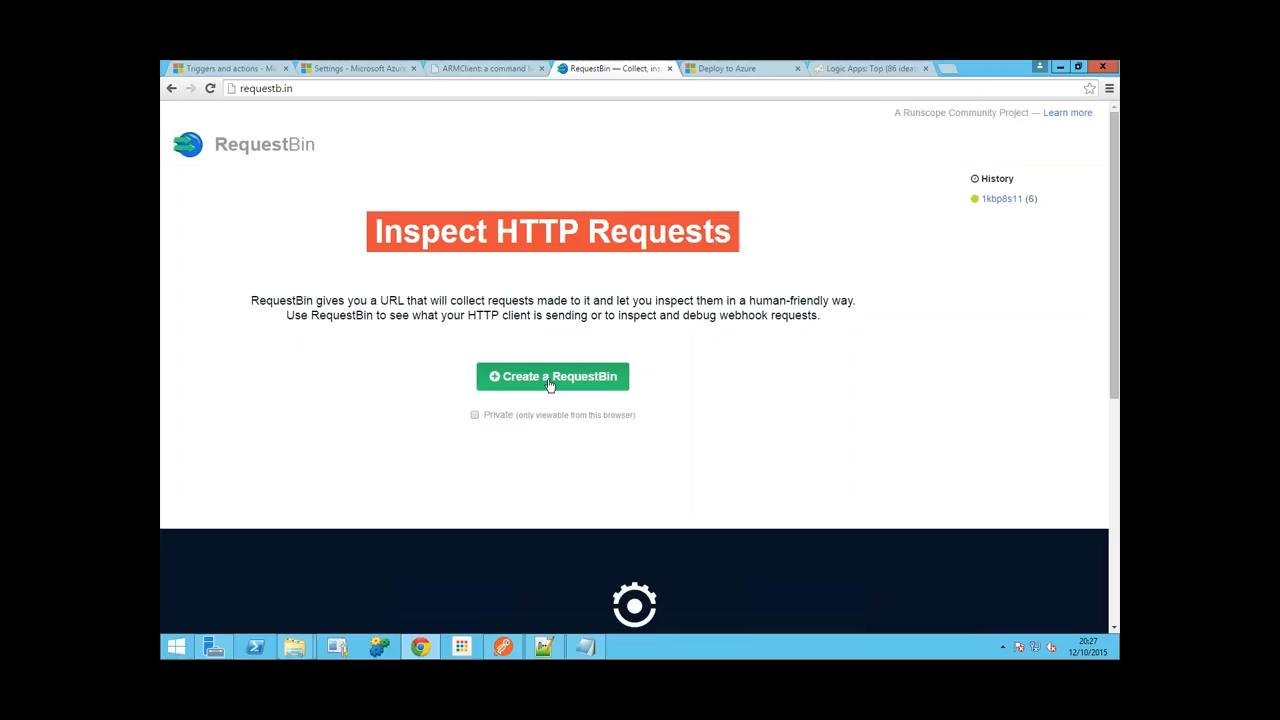 Triggers and actions - Mi
Settings - Microsoft Azure
ARMClient: a command l
RequestBin — Collect, ins
Deploy to Azure
Logic Apps: Top (86 ideas
requestb.in
A Runscope Community Project — Learn more.
RequestBin
History
1kbp8s11 (6)
Inspect HTTP Requests
RequestBin gives you a URL that will collect requests made to it and let you inspect them in a human-friendly way.
Use RequestBin to see what your HTTP client is sending or to inspect and debug webhook requests.
Create a RequestBin
Private (only viewable from this browser)
20:27
12/10/2015